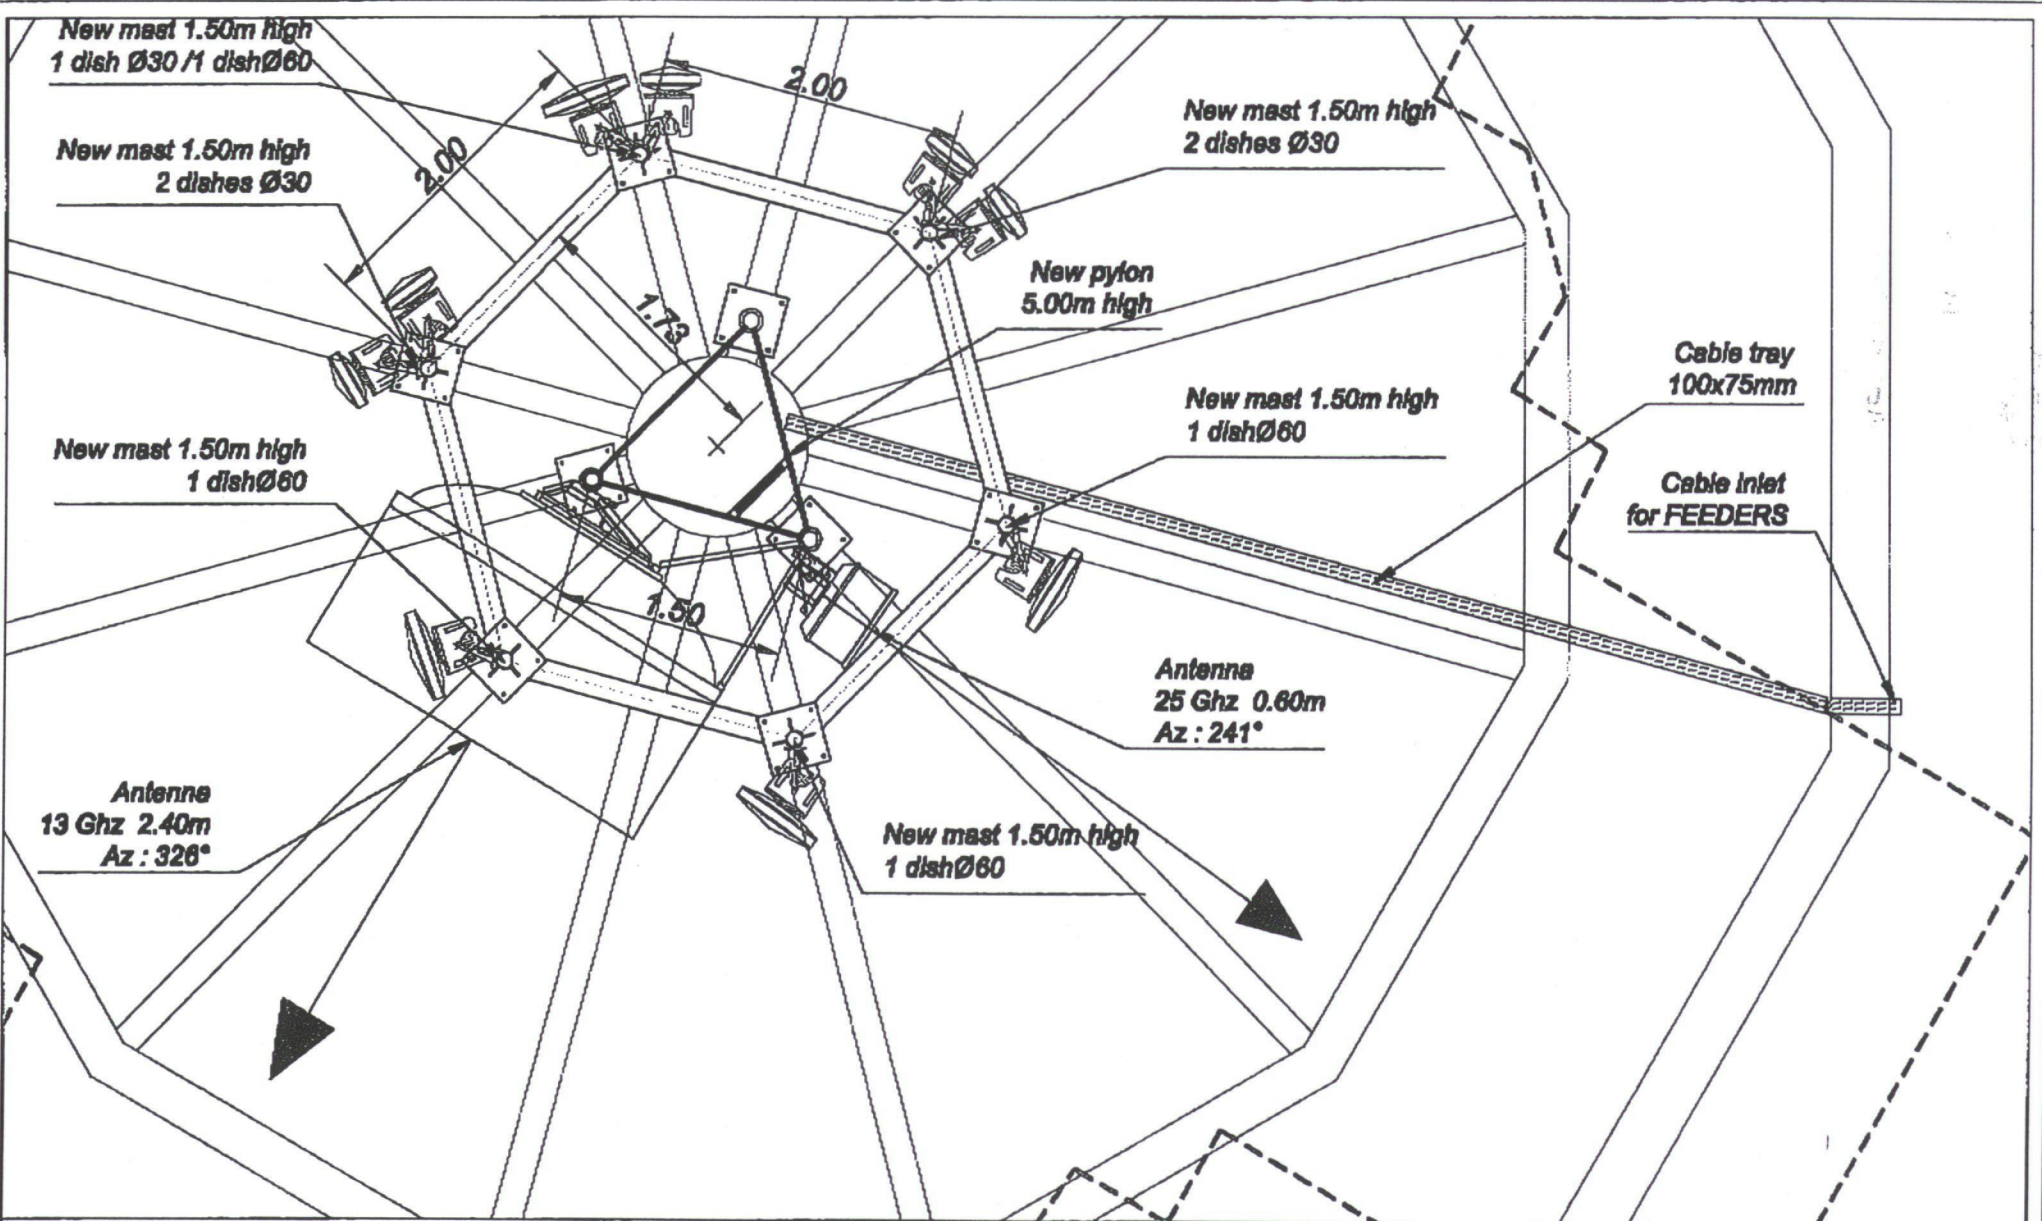 New mast 1.50m high
1 dish Ø30 /1 dishØ60
2.00
New mast 1.50m high
2 dishes Ø30
New mast 1.50m high
2 dishes Ø30
2.00
New pylon
5.00m high
1.73
Cable tray
100x75mm
New mast 1.50m high
1 dishØ60
New mast 1.50m high
1 dishØ60
Cable inlet
for FEEDERS
1.50
Antenna
25 Ghz 0.60m
Az : 241°
Antenna
13 Ghz 2.40m
Az : 326°
New mast 1.50m high
1 dishØ60